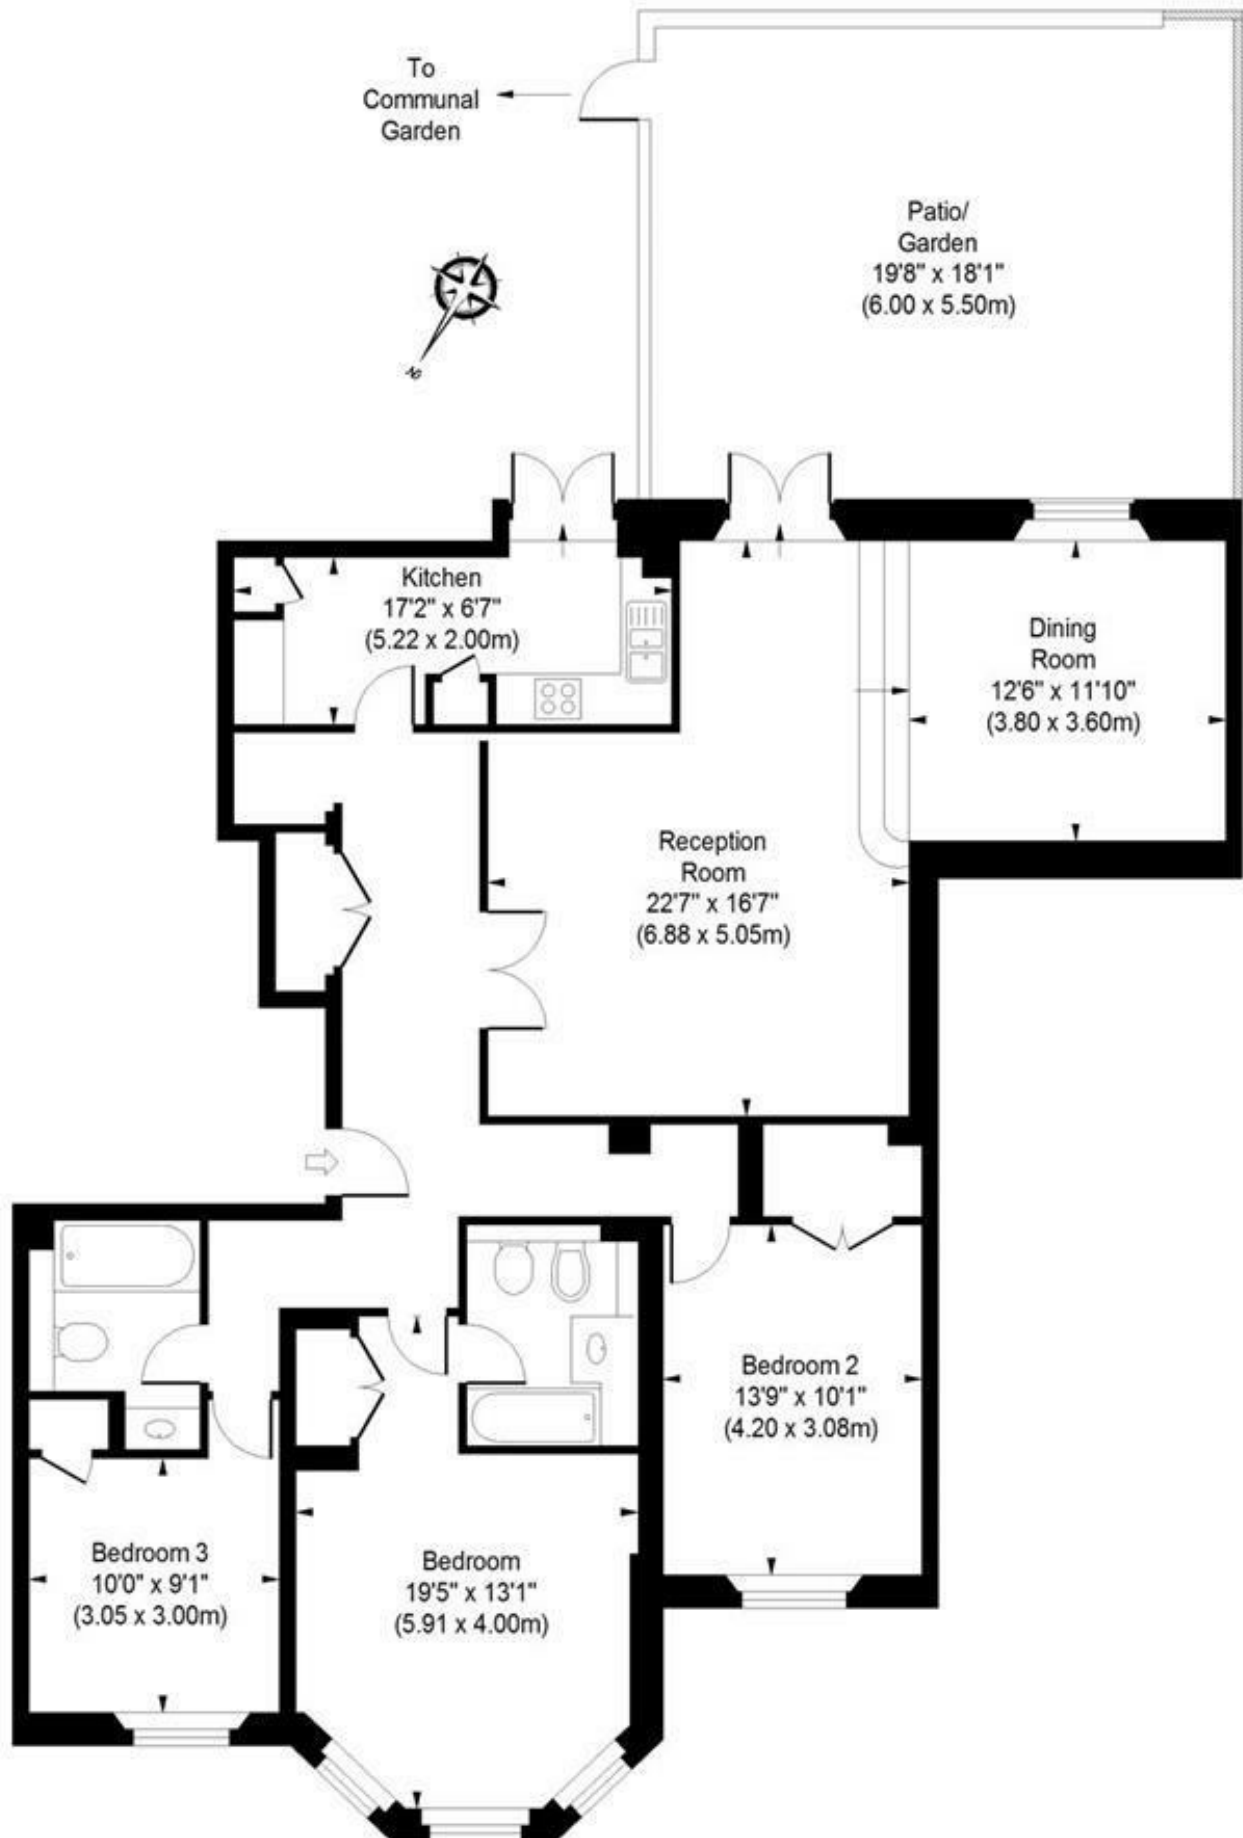 To
Communal
Garden
Patio/
Garden
19'8" x 18'1"
(6.00 x 5.50m)
N
Kitchen
17'2" x 6'7"
(5.22 x 2.00m)
Dining
Room
12'6" x 11'10"
(3.80 x 3.60m)
Reception
Room
22'7" x 16'7"
(6.88 x 5.05m)
Bedroom 2
13'9" x 10'1"
(4.20 x 3.08m)
Bedroom 3
10'0" x 9'1"
(3.05 x 3.00m)
Bedroom
19'5" x 13'1"
(5.91 x 4.00m)